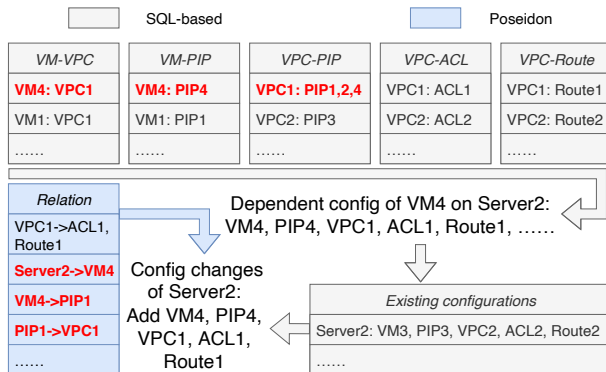 SQL-based
Poseidon
VM-VPC
VM4: VPC1
VM1: VPC1
......
VM-PIP
VM4: PIP4
VM1: PIP1
......
VPC-PIP
VPC1: PIP1,2,4
VPC2: PIP3
......
VPC-ACL
VPC1: ACL1
VPC2: ACL2
......
VPC-Route
VPC1: Route1
VPC2: Route2
......
Relation
VPC1->ACL1,
Route1
Server2->VM4
VM4->PIP1
PIP1->VPC1
......
Dependent config of VM4 on Server2:
VM4, PIP4, VPC1, ACL1, Route1, ......
Config changes
of Server2:
Add VM4, PIP4,
VPC1, ACL1,
Route1
Existing configurations
Server2: VM3, PIP3, VPC2, ACL2, Route2
......